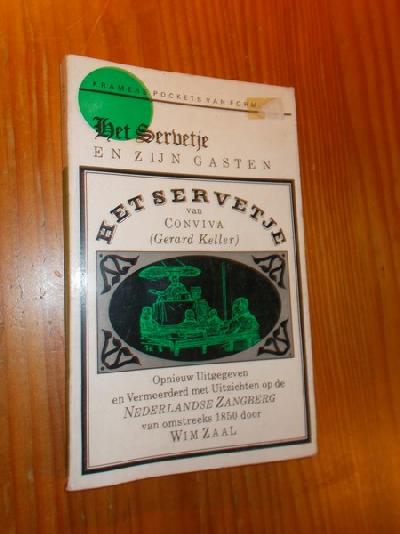 KRAMERS POCKETS VAN FORM
Het Servetje
EN ZIJN GASTEN
HET SERVETJE
van
CONVIVA
(Gerard Keller)
Opnieuw Uitgegeven
en Vermeerderd met Uitzichten op de
NEDERLANDSE ZANGBERG
van omstreeks 1850 door
WIM ZAAL